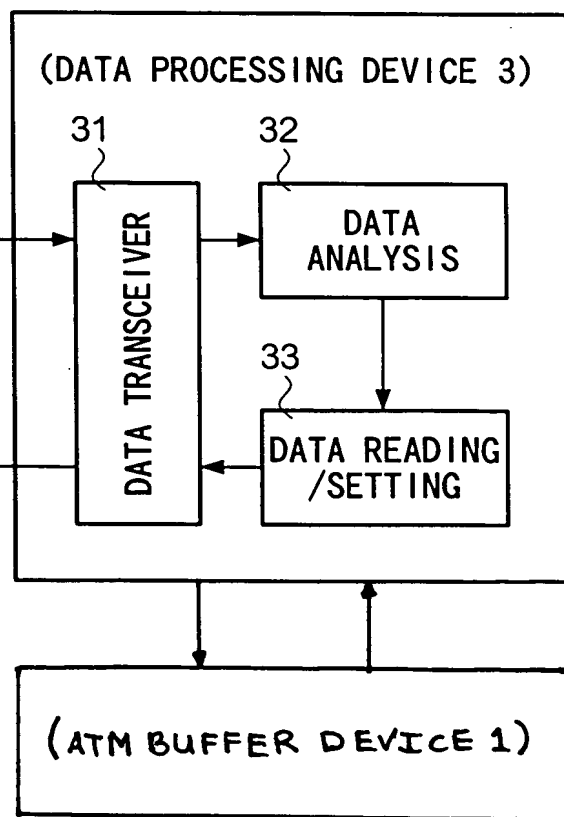 (DATA PROCESSING DEVICE 3)
31
DATA TRANSCEIVER
32
DATA
ANALYSIS
33
DATA READING
/SETTING
(ATM BUFFER DEVICE 1)